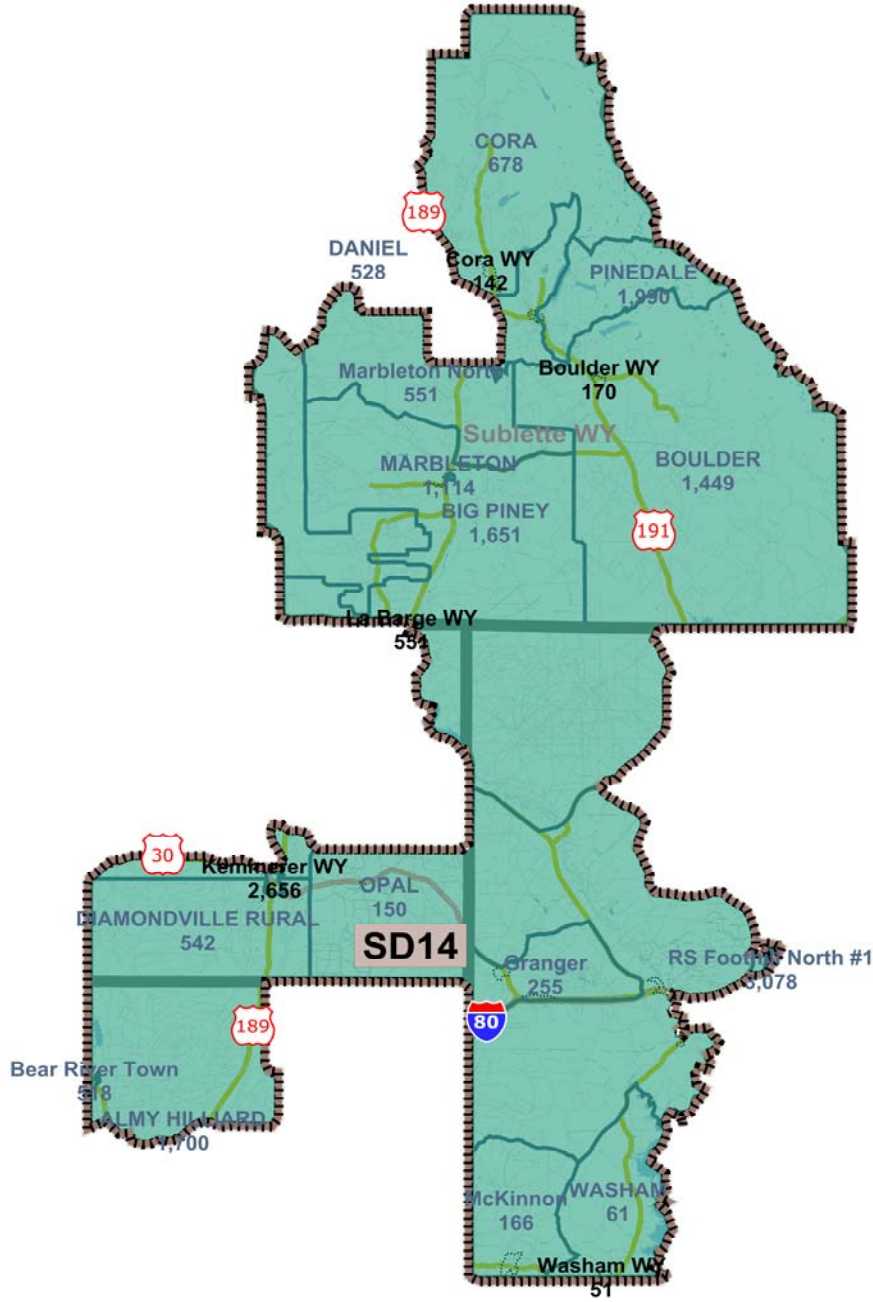 CORA
678
189
DANIEL
528
Cora WY
142
PINEDALE
1,990
Marbleton North
551
Boulder WY
170
Sublette WY
MARBLETON
1,114
BOULDER
1,449
BIG PINEY
1,651
191
La Barge WY
551
30
Kemmerer WY
2,656
OPAL
150
DIAMONDVILLE RURAL
542
SD14
Granger
255
RS Foothill North #1
3,078
189
80
Bear River Town
518
ALMY HILLIARD
1,700
McKinnon
166
WASHAM
61
Washam WY
51